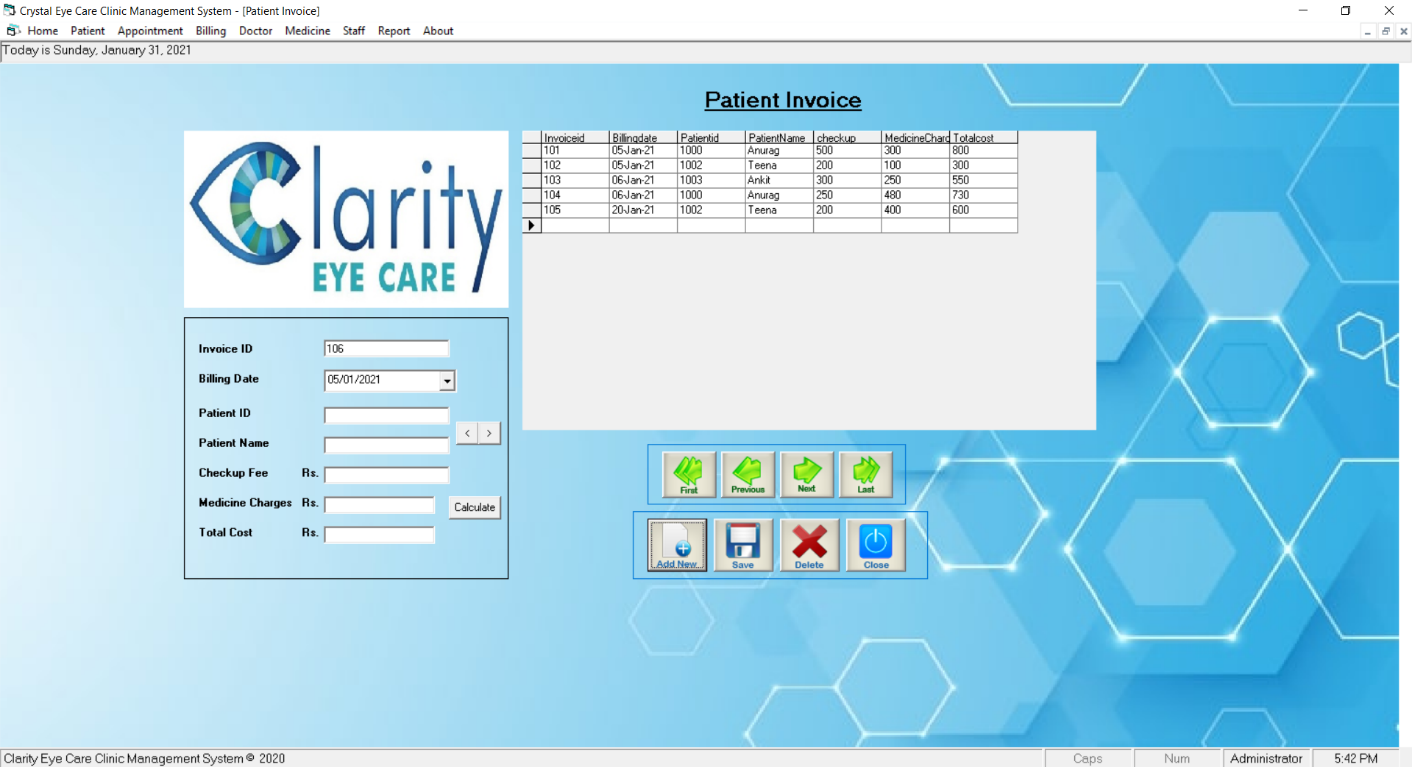 Crystal Eye Care Clinic Management System - [Patient Invoice]
Home Patient Appointment Billing Doctor Medicine Staff Report About
Today is Sunday, January 31, 2021
Patient Invoice
Clarity
EYE CARE
Invoiceid Billingdate Patientid PatientName checkup MedicineCharg Totalcost
101 05-Jan-21 1000 Anurag 500 300 800
102 05-Jan-21 1002 Teena 200 100 300
103 06-Jan-21 1003 Ankit 300 250 550
104 06-Jan-21 1000 Anurag 250 480 730
105 20-Jan-21 1002 Teena 200 400 600
Invoice ID 106
Billing Date 05/01/2021
Patient ID
Patient Name < >
Checkup Fee Rs.
Medicine Charges Rs. Calculate
Total Cost Rs.
First Previous Next Last
Add New Save Delete Close
Clarity Eye Care Clinic Management System © 2020 Caps Num Administrator 5:42 PM